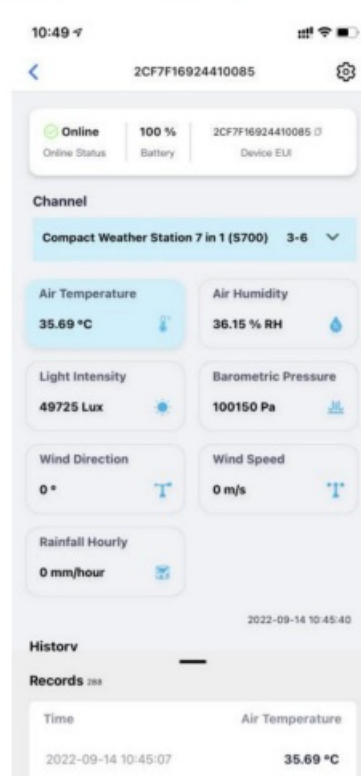 10:49
2CF7F16924410085
Online 100 % 2CF7F16924410085
Online Status Battery Device EUI
Channel
Compact Weather Station 7 in 1 (S700) 3-6
Air Temperature Air Humidity
35.69 °C 36.15 % RH
Light Intensity Barometric Pressure
49725 Lux 100150 Pa
Wind Direction Wind Speed
0 ° 0 m/s
Rainfall Hourly
0 mm/hour
2022-09-14 10:45:40
History
Records 288
Time Air Temperature
2022-09-14 10:45:07 35.69 °C